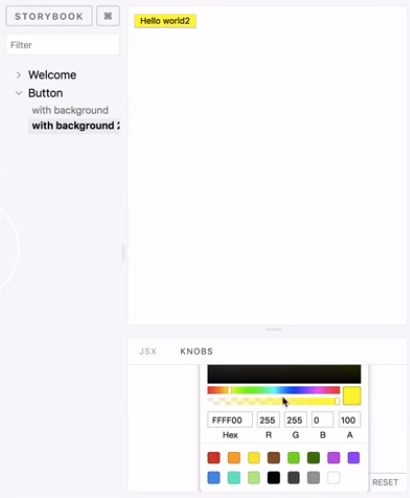 STORYBOOK ⌘
Hello world2
Filter
Welcome
Button
with background
with background 2
JSX KNOBS
FFFF00 255 255 0 100
Hex R G B A
RESET